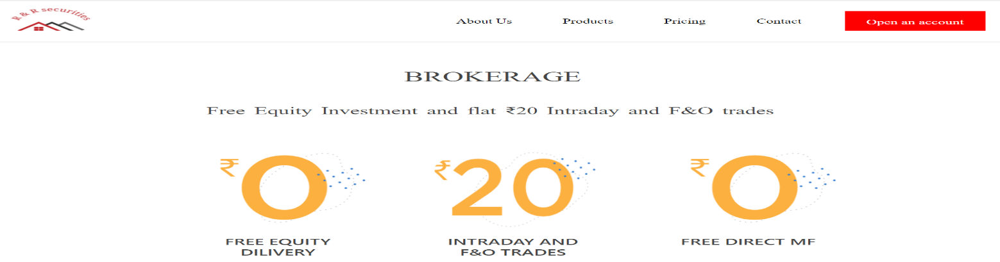 R & R securities
About Us Products Pricing Contact Open an account
BROKERAGE
Free Equity Investment and flat ₹20 Intraday and F&O trades
₹0 ₹20 ₹0
FREE EQUITY DILIVERY
INTRADAY AND F&O TRADES
FREE DIRECT MF